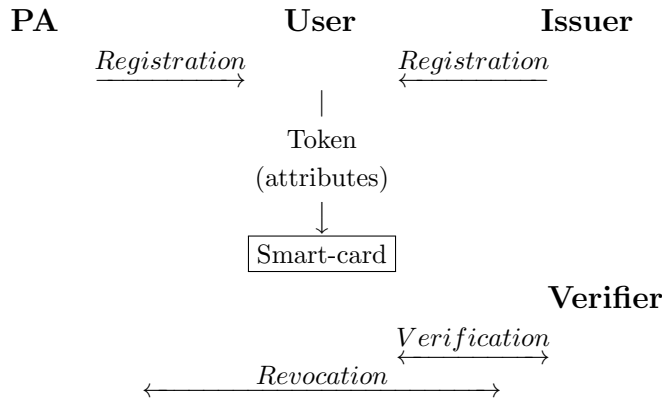 PA User Issuer
Registration Registration
Token
(attributes)
Smart-card
Verifier
Verification
Revocation